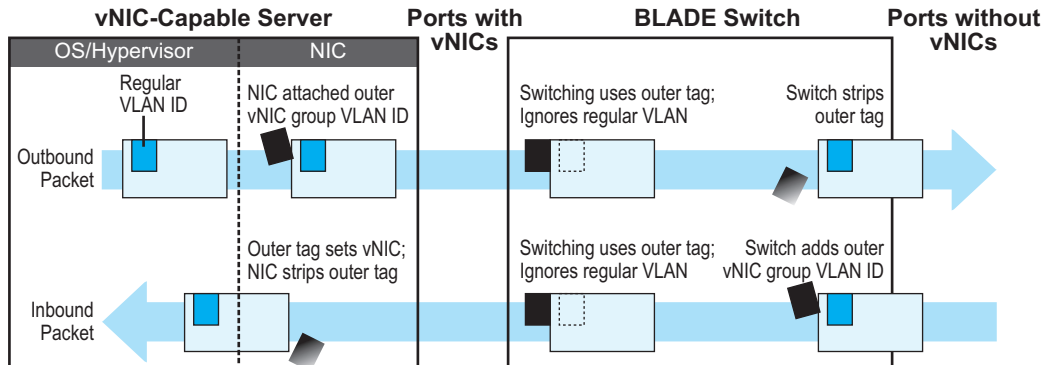 vNIC-Capable Server
Ports with
vNICs
BLADE Switch
Ports without
vNICs
OS/Hypervisor
NIC
Regular
VLAN ID
NIC attached outer
vNIC group VLAN ID
Switching uses outer tag;
Ignores regular VLAN
Switch strips
outer tag
Outbound
Packet
Outer tag sets vNIC;
NIC strips outer tag
Switching uses outer tag;
Ignores regular VLAN
Switch adds outer
vNIC group VLAN ID
Inbound
Packet